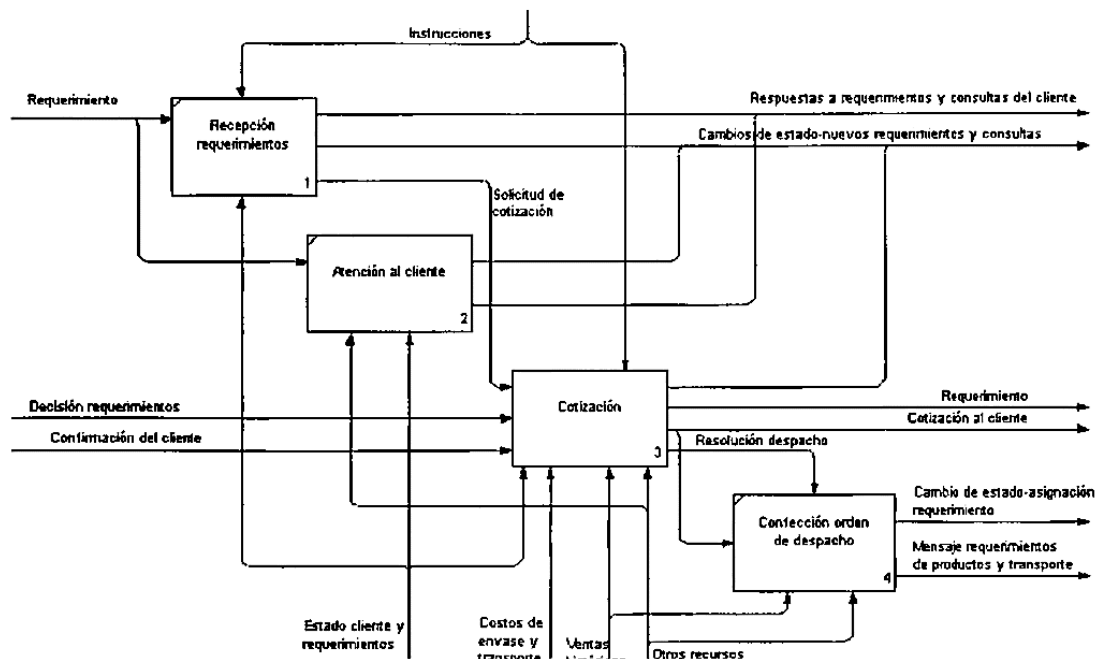 Instrucciones
Requerimiento
Recepción
requerimientos
1
Respuestas a requerimientos y consultas del cliente
Cambios de estado-nuevos requerimientos y consultas
Solicitud de
cotización
Atención al cliente
2
Decisión requerimientos
Confirmación del cliente
Cotización
3
Requerimiento
Cotización al cliente
Resolución despacho
Confección orden
de despacho
4
Cambio de estado-asignación
requerimiento
Mensaje requerimientos
de productos y transporte
Estado cliente y
requerimientos
Costos de
envase y
transporte
Ventas
Otros recursos